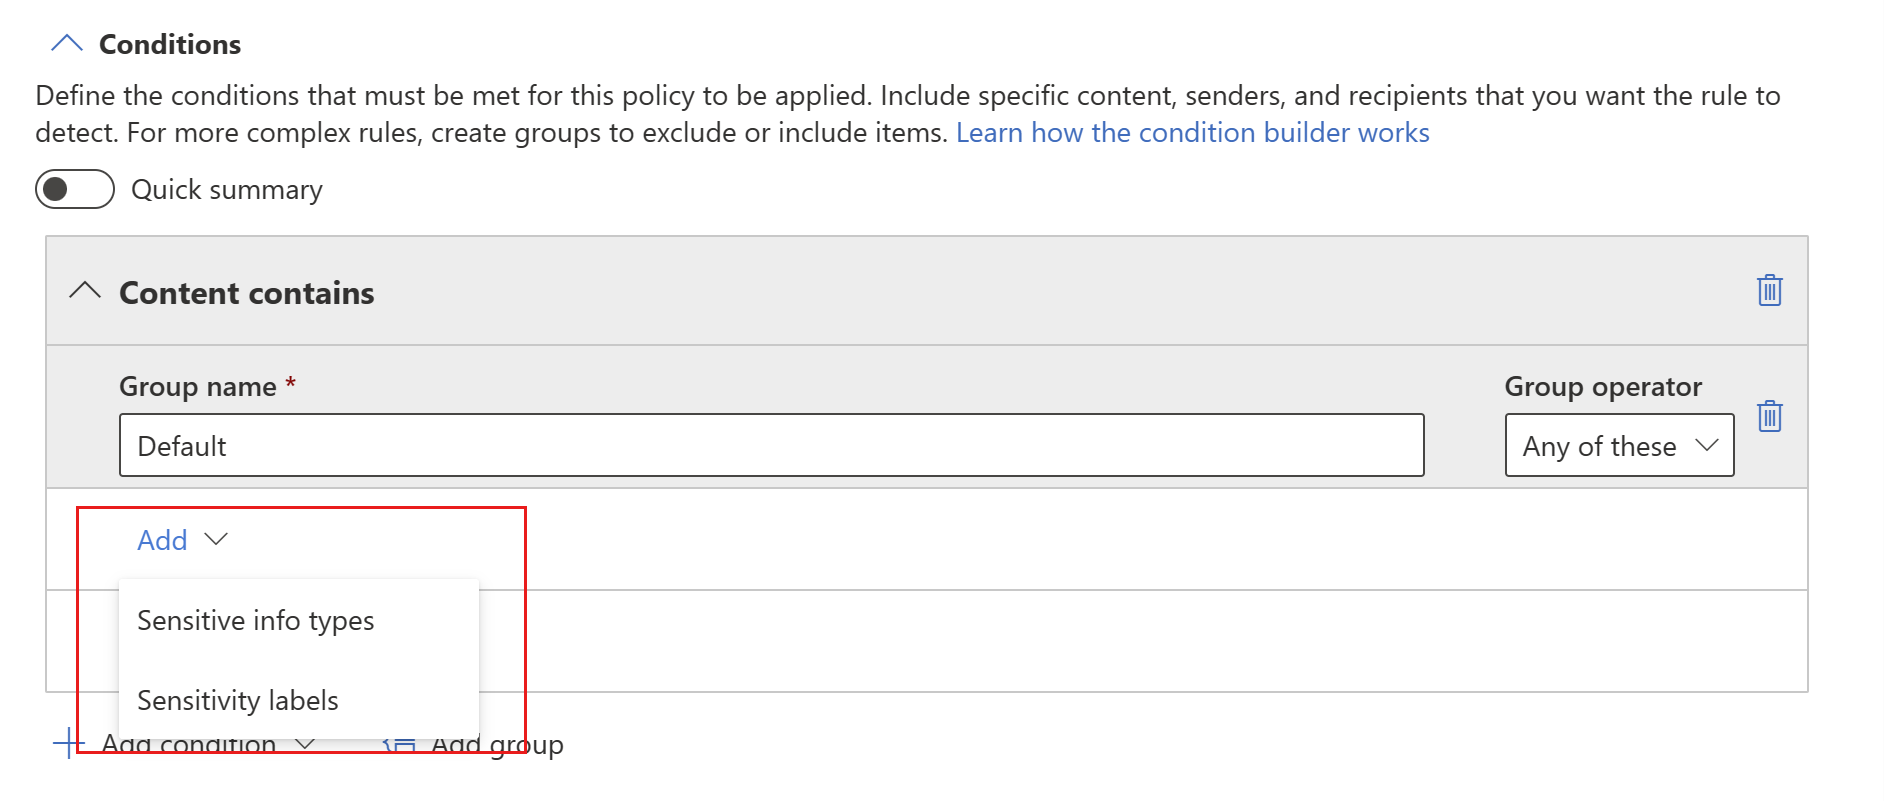 Conditions
Define the conditions that must be met for this policy to be applied. Include specific content, senders, and recipients that you want the rule to
detect. For more complex rules, create groups to exclude or include items. Learn how the condition builder works
Quick summary
Content contains
Group name *
Group operator
Default
Any of these
Add
Sensitive info types
Sensitivity labels
Add condition
Add group